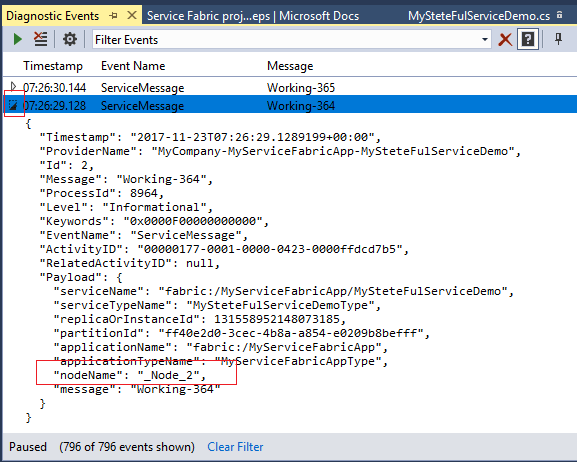 Diagnostic Events
Service Fabric proj...eps | Microsoft Docs
MySteteFulServiceDemo.cs
Filter Events
Timestamp Event Name Message
07:26:30.144 ServiceMessage Working-365
07:26:29.128 ServiceMessage Working-364
{
"Timestamp": "2017-11-23T07:26:29.1289199+00:00",
"ProviderName": "MyCompany-MyServiceFabricApp-MySteteFulServiceDemo",
"Id": 2,
"Message": "Working-364",
"ProcessId": 8964,
"Level": "Informational",
"Keywords": "0x0000F00000000000",
"EventName": "ServiceMessage",
"ActivityID": "00000177-0001-0000-0423-0000ffdcd7b5",
"RelatedActivityID": null,
"Payload": {
"serviceName": "fabric:/MyServiceFabricApp/MySteteFulServiceDemo",
"serviceTypeName": "MySteteFulServiceDemoType",
"replicaOrInstanceId": 131558952148073185,
"partitionId": "ff40e2d0-3cec-4b8a-a854-e0209b8befff",
"applicationName": "fabric:/MyServiceFabricApp",
"applicationTypeName": "MyServiceFabricAppType",
"nodeName": "_Node_2",
"message": "Working-364"
}
}
Paused (796 of 796 events shown) Clear Filter